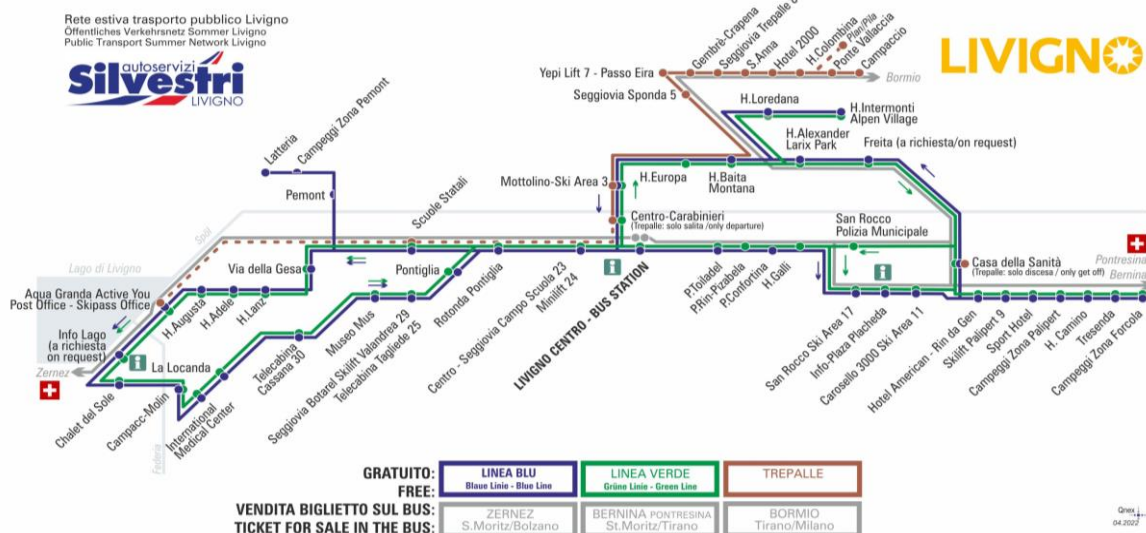 Rete estiva trasporto pubblico Livigno
Öffentliches Verkehrsnetz Sommer Livigno
Public Transport Summer Network Livigno
autoservizi
Silvestri
LIVIGNO
LIVIGNO
Gembrè-Crapena
Seggiovia Trepalle
S.Anna
Hotel 2000
H.Colombina
Plan/Pila
Ponte Vallaccia
Campaccio
Yepi Lift 7 - Passo Eira
Bormio
Seggiovia Sponda 5
H.Loredana
H.Intermonti
Alpen Village
H.Alexander
Larix Park
Freita (a richiesta/on request)
Latteria
Campeggi Zona Pemont
Pemont
Scuole Statali
Mottolino-Ski Area 3
H.Europa
H.Baita
Montana
Centro-Carabinieri
(Trepalle: solo salita /only departure)
San Rocco
Polizia Municipale
Spöl
Lago di Livigno
Via della Gesa
Pontiglia
Casa della Sanità
(Trepalle: solo discesa / only get off)
Pontresina
Bernina
Aqua Granda Active You
Post Office - Skipass Office
H.Augusta
H.Adele
H.Lanz
Info Lago
(a richiesta
on request)
La Locanda
Zernez
Chalet del Sole
Campacc-Molin
Federia
International
Medical Center
Telecabina
Cassana 30
Museo Mus
Seggiovia Botarel Skilift Valandrea 29
Telecabina Tagliede 25
Rotonda Pontiglia
Centro - Seggiovia Campo Scuola 23
Minilift 24
LIVIGNO CENTRO - BUS STATION
P.Toiladel
P.Rin-Pizabela
P.Confortina
H.Galli
San Rocco Ski Area 17
Info-Plaza Placheda
Carosello 3000 Ski Area 11
Hotel American - Rin da Gen
Skilift Palipert 9
Sport Hotel
Campeggi Zona Palipert
H. Camino
Tresenda
Campeggi Zona Forcola
GRATUITO:
FREE:
LINEA BLU
Blaue Linie - Blue Line
LINEA VERDE
Grüne Linie - Green Line
TREPALLE
VENDITA BIGLIETTO SUL BUS:
TICKET FOR SALE IN THE BUS:
ZERNEZ
S.Moritz/Bolzano
BERNINA PONTRESINA
St.Moritz/Tirano
BORMIO
Tirano/Milano
Qnex
04.2022